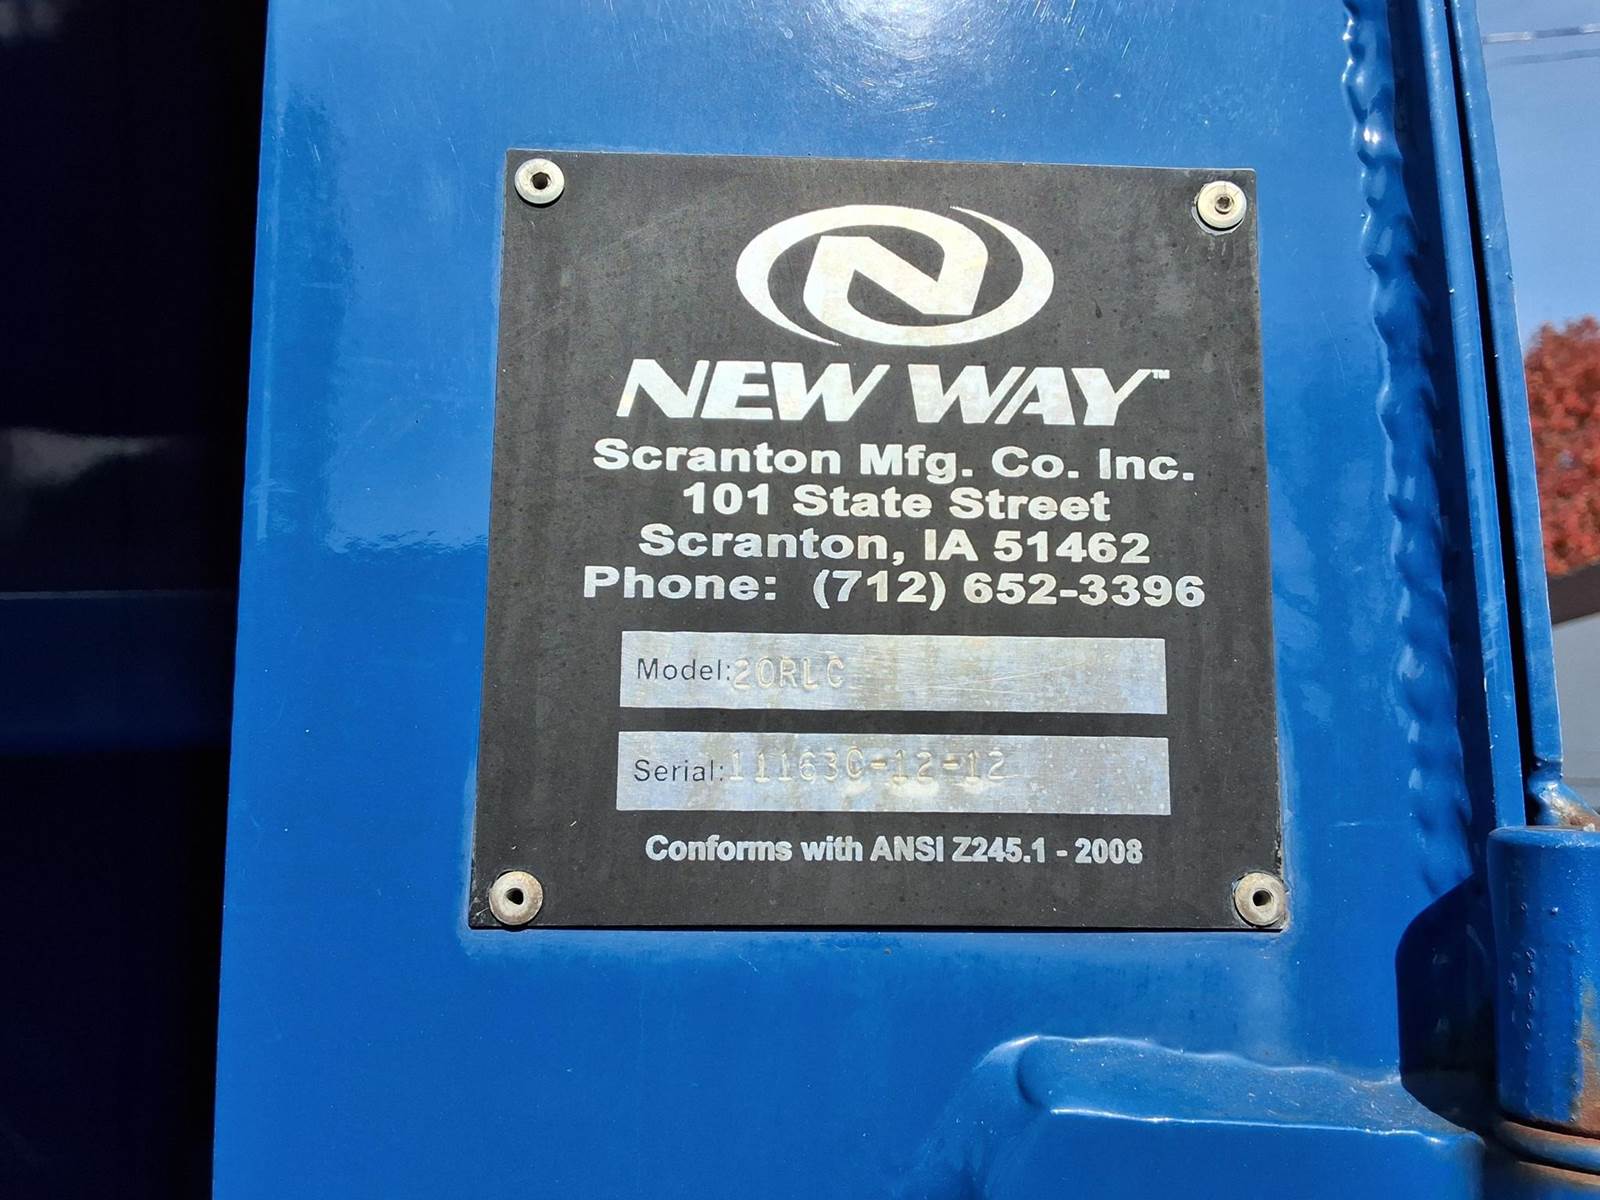 NEW WAY™
Scranton Mfg. Co. Inc.
101 State Street
Scranton, IA 51462
Phone: (712) 652-3396
Model: 20RLC
Serial: 11163C-12-12
Conforms with ANSI Z245.1 - 2008